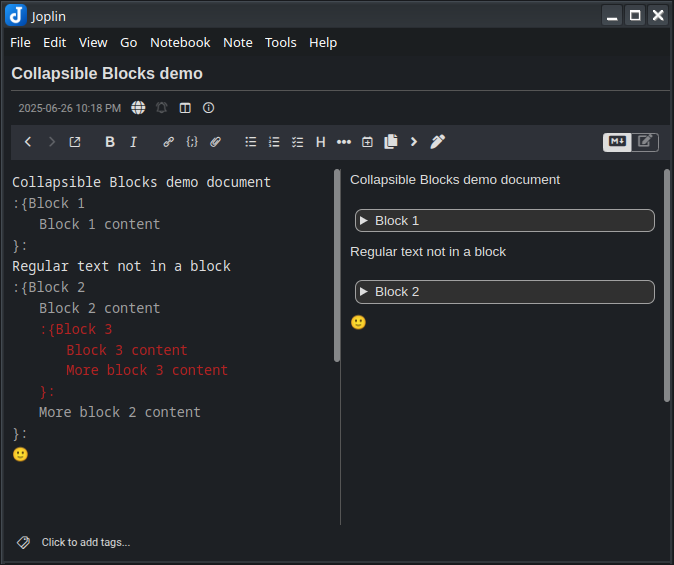 Joplin
File Edit View Go Notebook Note Tools Help
Collapsible Blocks demo
2025-06-26 10:18 PM
B I H M
Collapsible Blocks demo document
:{Block 1
Block 1 content
}:
Regular text not in a block
:{Block 2
Block 2 content
:{Block 3
Block 3 content
More block 3 content
}:
More block 2 content
}:
🙂
Collapsible Blocks demo document
Block 1
Regular text not in a block
Block 2
🙂
Click to add tags...